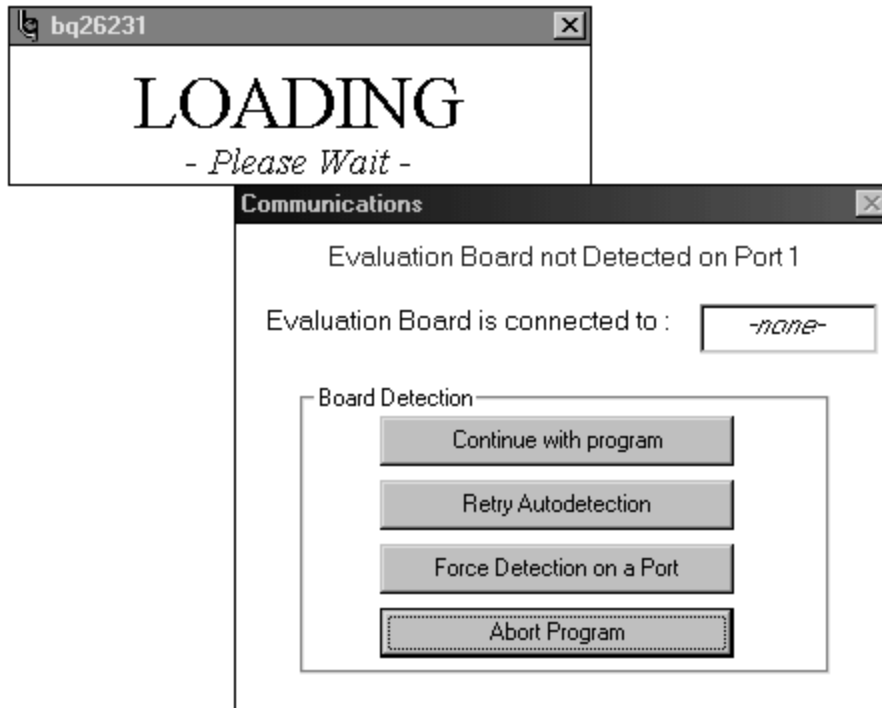 bq26231
LOADING
- Please Wait -
Communications
Evaluation Board not Detected on Port 1
Evaluation Board is connected to :
-none-
Board Detection
Continue with program
Retry Autodetection
Force Detection on a Port
Abort Program